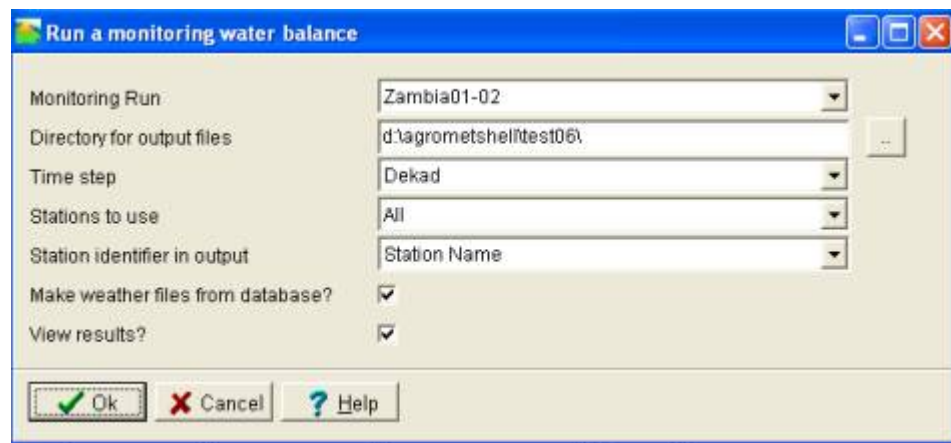 Run a monitoring water balance
Monitoring Run Zambia01-02
Directory for output files d:\agrometshell\test06\ ..
Time step Dekad
Stations to use All
Station identifier in output Station Name
Make weather files from database?
View results?
Ok Cancel ? Help